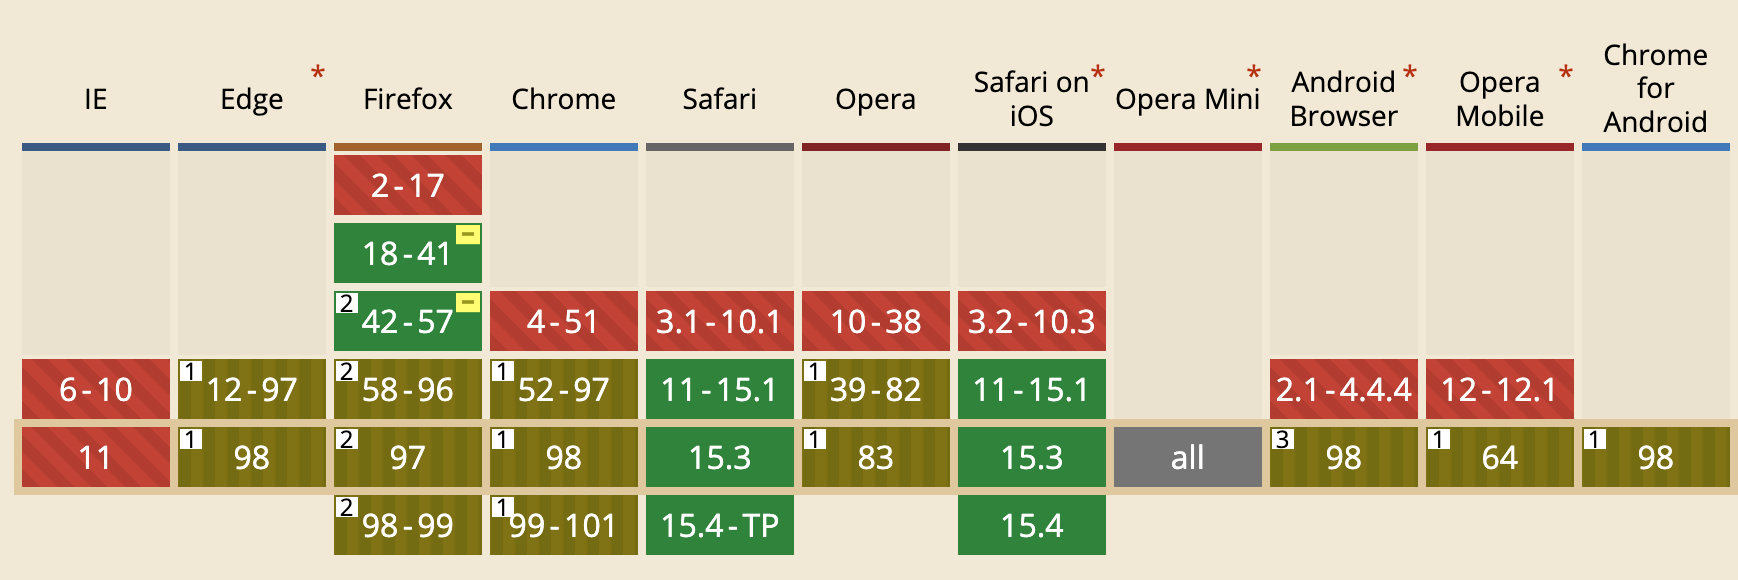 IE
Edge *
Firefox
Chrome
Safari
Opera
Safari on *
iOS
Opera Mini *
Android *
Browser
Opera *
Mobile
Chrome
for
Android
2-17
18-41 −
2 42-57 −
4-51
3.1-10.1
10-38
3.2-10.3
6-10
1 12-97
2 58-96
1 52-97
11-15.1
1 39-82
11-15.1
2.1-4.4.4
12-12.1
11
1 98
2 97
1 98
15.3
1 83
15.3
all
3 98
1 64
1 98
2 98-99
1 99-101
15.4-TP
15.4